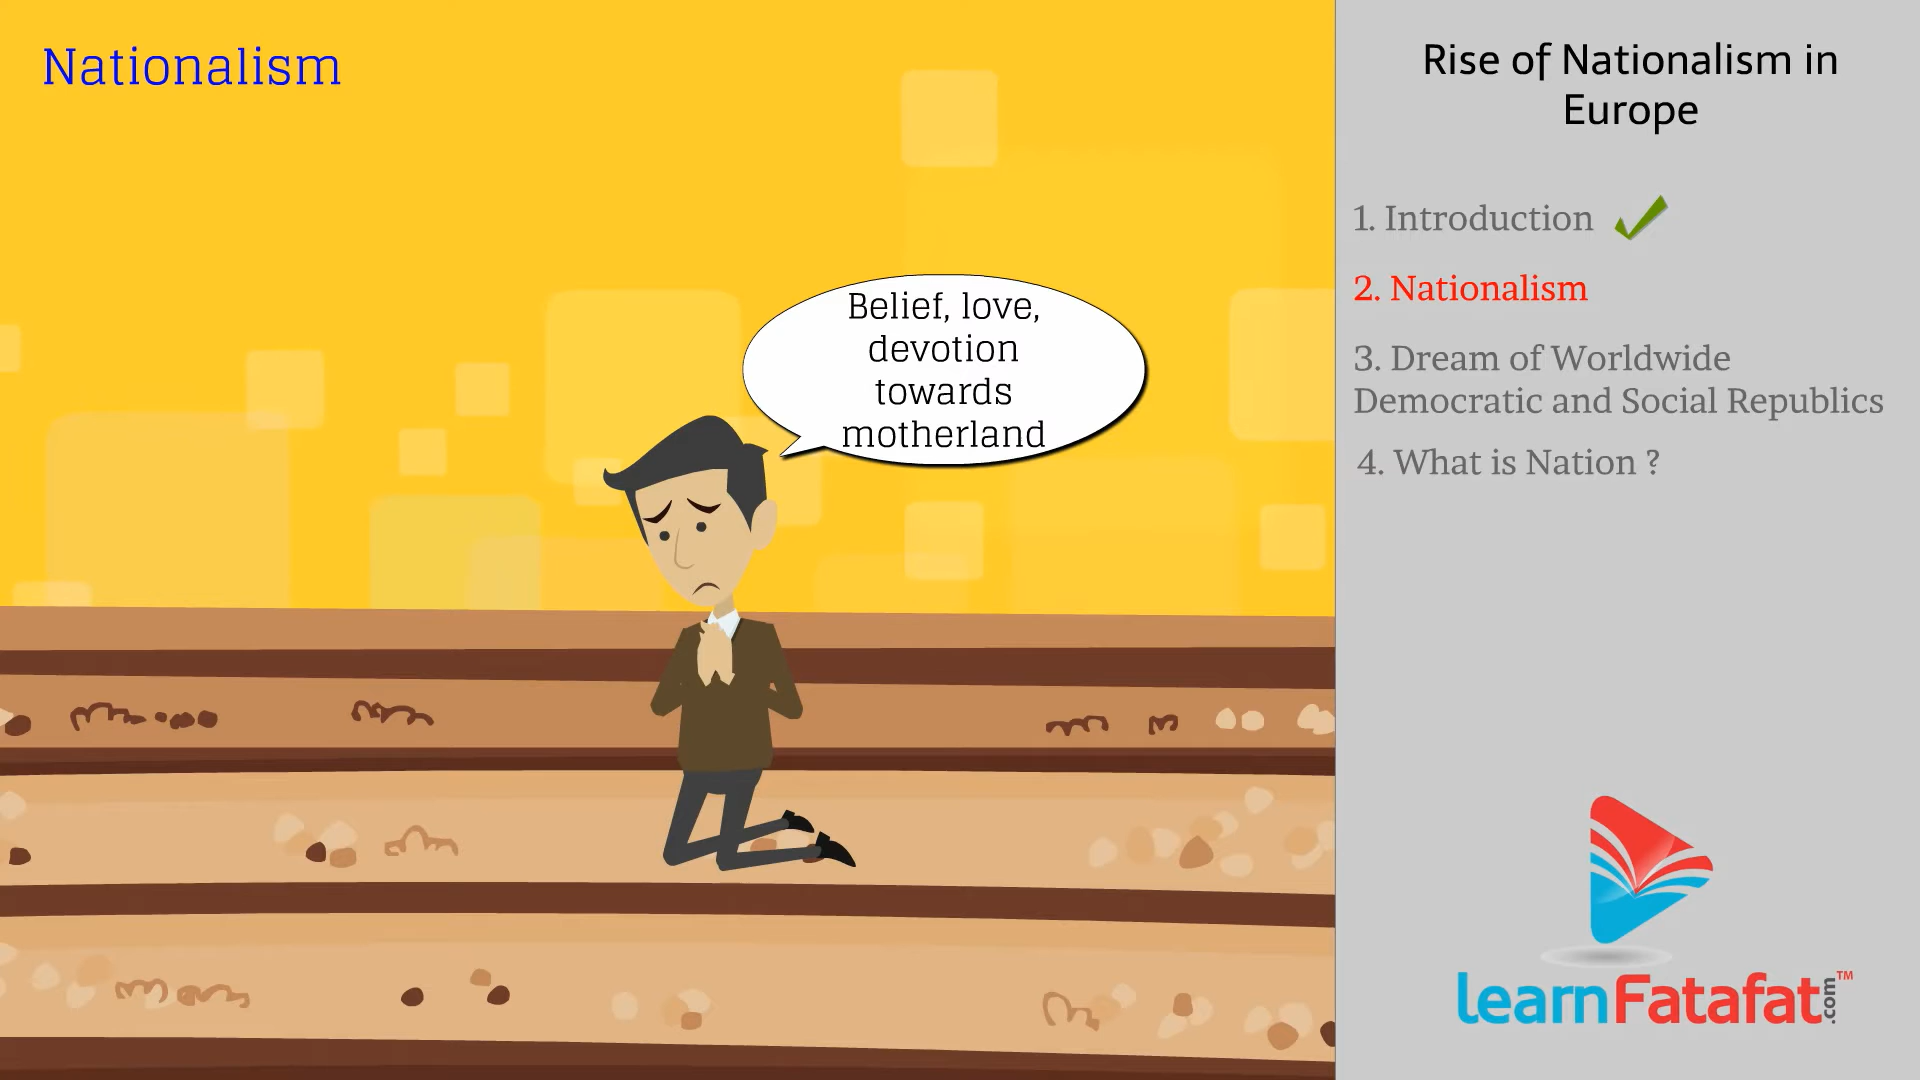 Nationalism
Belief, love,
devotion
towards
motherland
Rise of Nationalism in
Europe
1. Introduction
2. Nationalism
3. Dream of Worldwide
Democratic and Social Republics
4. What is Nation ?
learnFatafat.com™